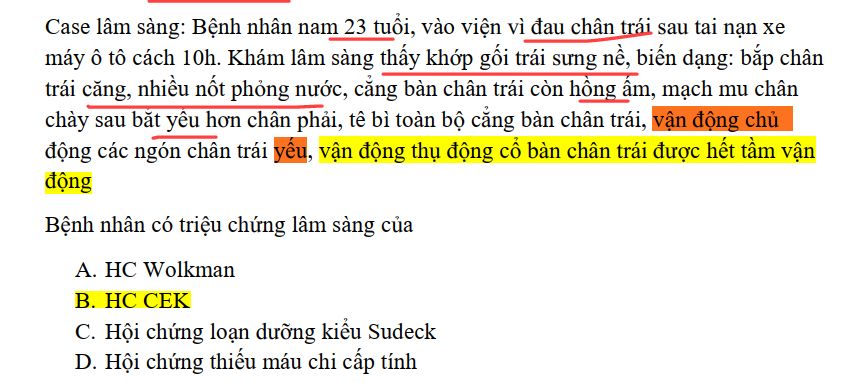 Case lâm sàng: Bệnh nhân nam 23 tuổi, vào viện vì đau chân trái sau tai nạn xe
máy ô tô cách 10h. Khám lâm sàng thấy khớp gối trái sưng nề, biến dạng: bắp chân
trái căng, nhiều nốt phỏng nước, cẳng bàn chân trái còn hồng ấm, mạch mu chân
chày sau bắt yếu hơn chân phải, tê bì toàn bộ cẳng bàn chân trái, vận động chủ
động các ngón chân trái yếu, vận động thụ động cổ bàn chân trái được hết tầm vận
động
Bệnh nhân có triệu chứng lâm sàng của
A. HC Wolkman
B. HC CEK
C. Hội chứng loạn dưỡng kiểu Sudeck
D. Hội chứng thiếu máu chi cấp tính